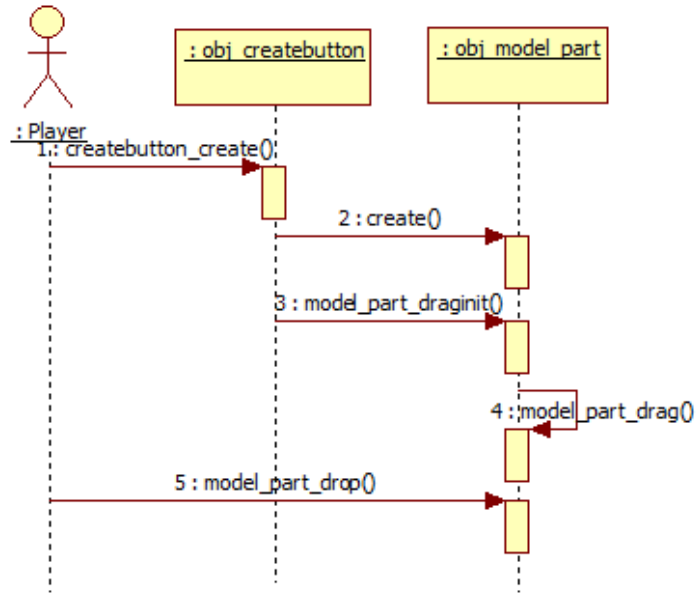 : obj_createbutton
: obj_model_part
: Player
1 : createbutton_create()
2 : create()
3 : model_part_draginit()
4 : model_part_drag()
5 : model_part_drop()